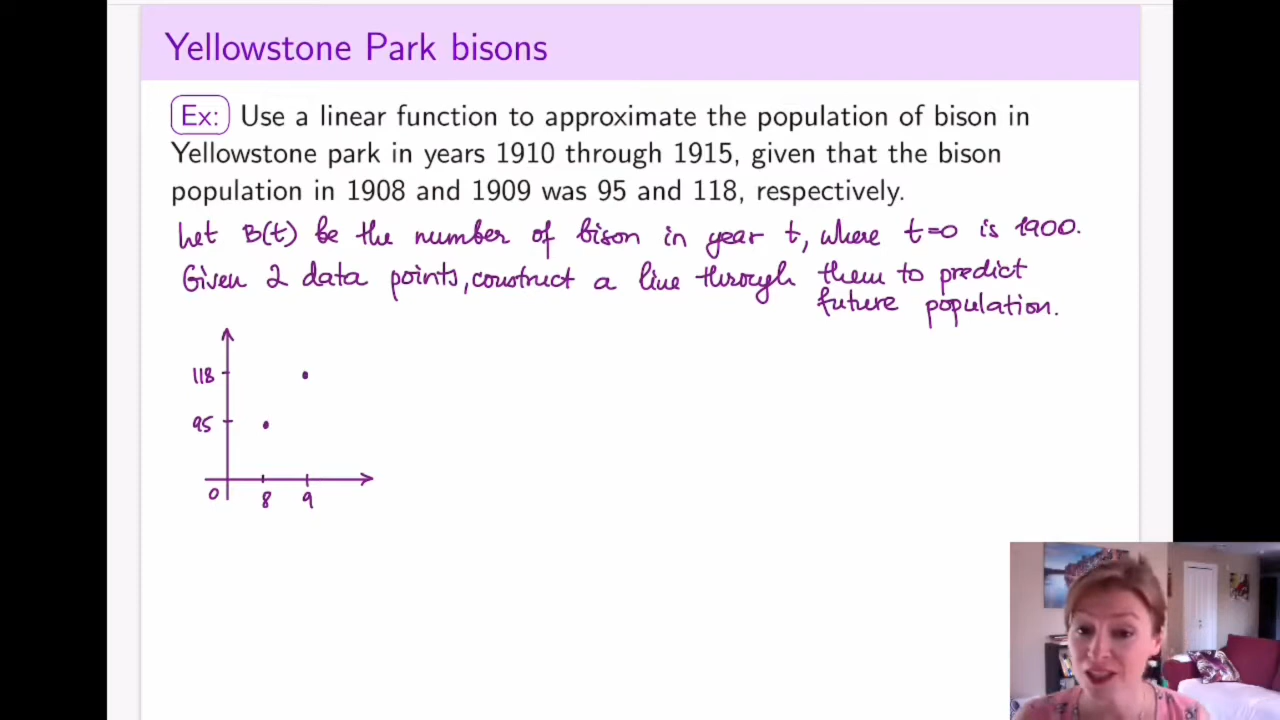 Yellowstone Park bisons
Ex: Use a linear function to approximate the population of bison in
Yellowstone park in years 1910 through 1915, given that the bison
population in 1908 and 1909 was 95 and 118, respectively.
Let B(t) be the number of bison in year t, where t=0 is 1900.
Given 2 data points, construct a line through them to predict
future population.
118
95
0 8 9